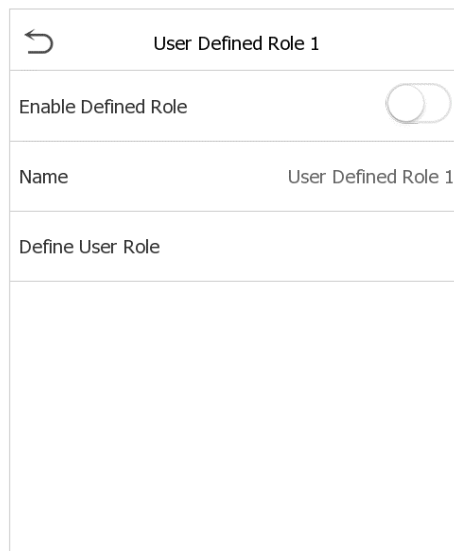 User Defined Role 1
Enable Defined Role
Name User Defined Role 1
Define User Role